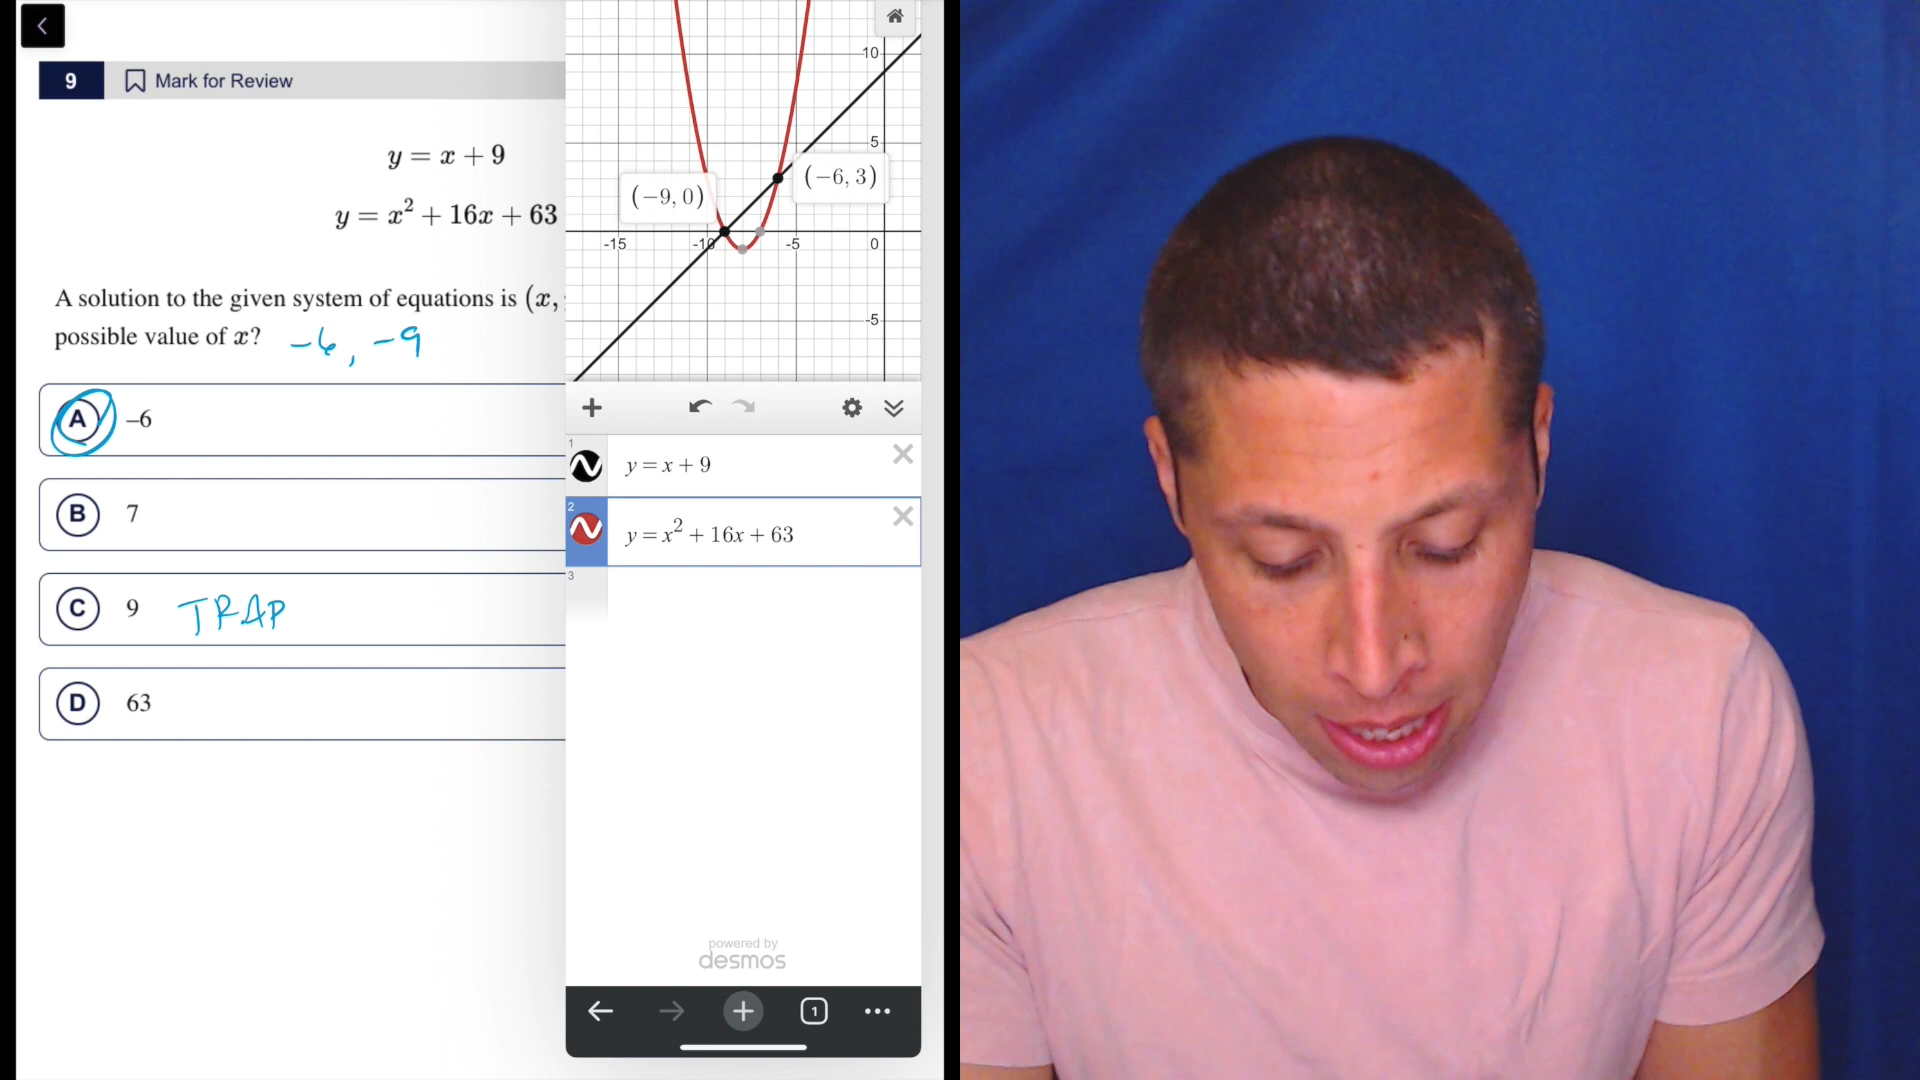 9 Mark for Review
y = x + 9
y = x² + 16x + 63
A solution to the given system of equations is (x,
possible value of x? -6, -9
A -6
B 7
C 9 TRAP
D 63
10
5
(-6, 3)
(-9, 0)
-15 -10 -5 0
-5
1
y = x + 9
2
y = x² + 16x + 63
3
powered by
desmos
1